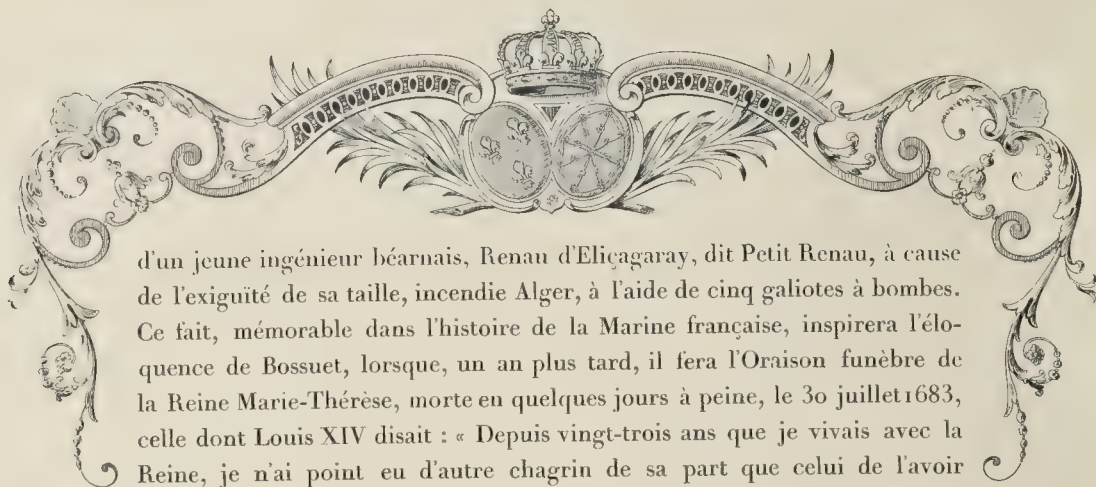 d'un jeune ingénieur béarnais, Renau d'Eliçagaray, dit Petit Renau, à cause
de l'exiguïté de sa taille, incendie Alger, à l'aide de cinq galiotes à bombes.
Ce fait, mémorable dans l'histoire de la Marine française, inspirera l'élo-
quence de Bossuet, lorsque, un an plus tard, il fera l'Oraison funèbre de
la Reine Marie-Thérèse, morte en quelques jours à peine, le 30 juillet 1683,
celle dont Louis XIV disait : « Depuis vingt-trois ans que je vivais avec la
Reine, je n'ai point eu d'autre chagrin de sa part que celui de l'avoir